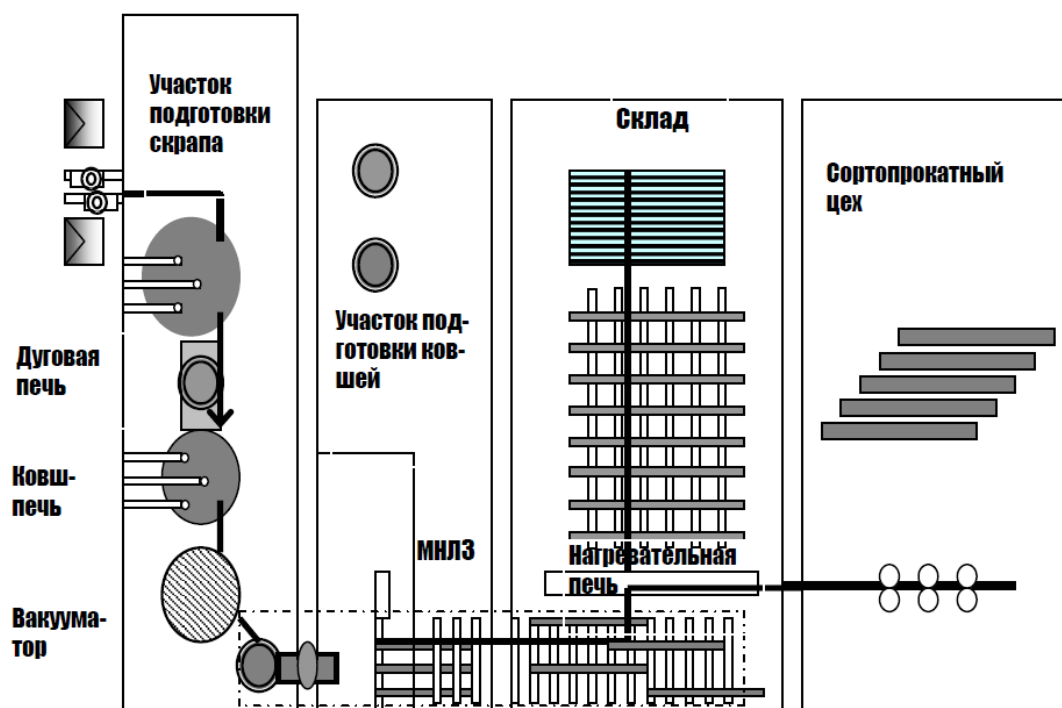 Участок
подготовки
скрапа
Склад
Сортопрокатный
цех
Участок под-
готовки ков-
шей
Дуговая
печь
Ковш-
печь
МНЛЗ
Нагревательная
печь
Вакуума-
тор